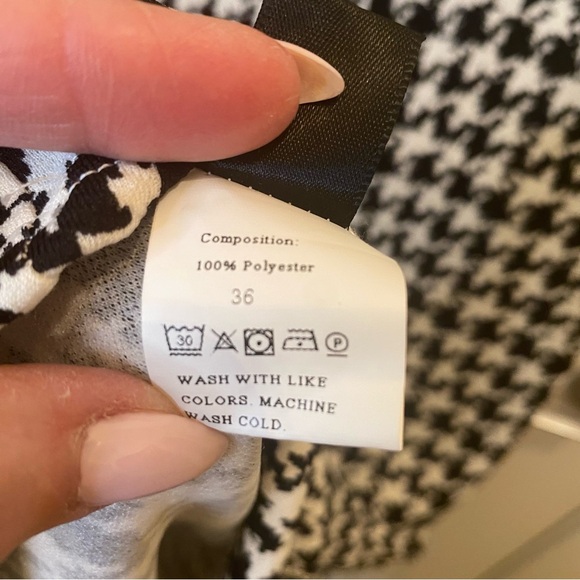 Composition:
100% Polyester
36
30 P
WASH WITH LIKE
COLORS. MACHINE
WASH COLD.